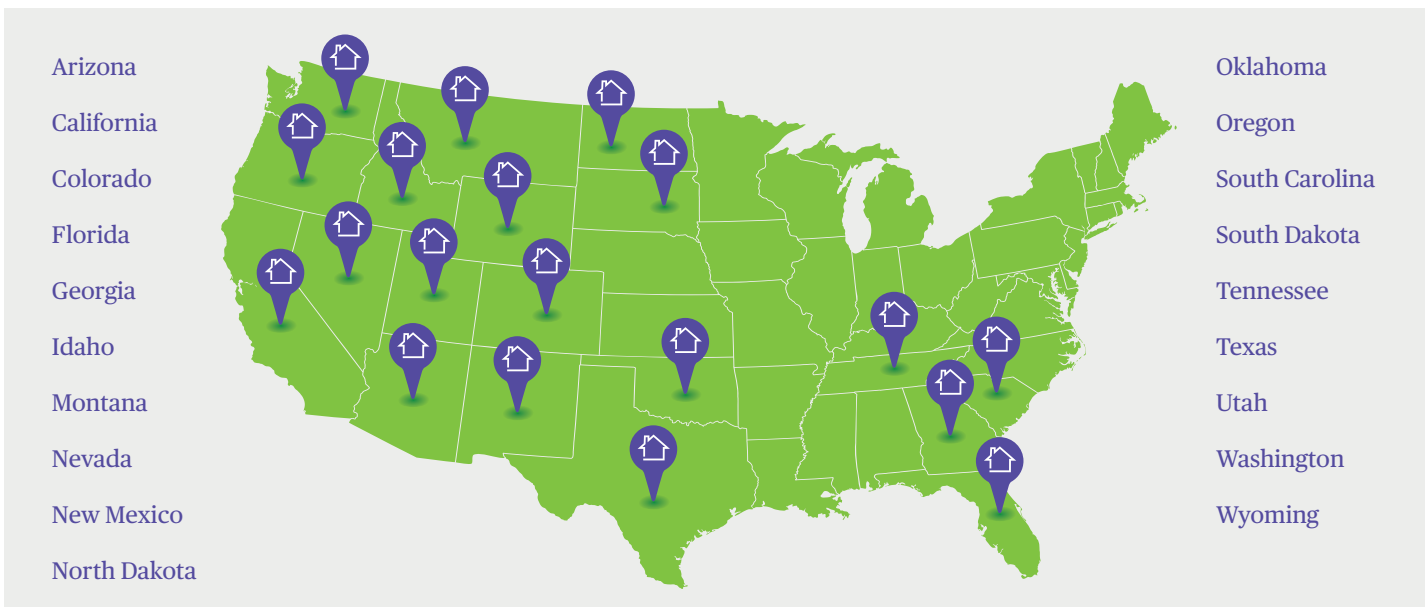 Arizona
California
Colorado
Florida
Georgia
Idaho
Montana
Nevada
New Mexico
North Dakota
Oklahoma
Oregon
South Carolina
South Dakota
Tennessee
Texas
Utah
Washington
Wyoming